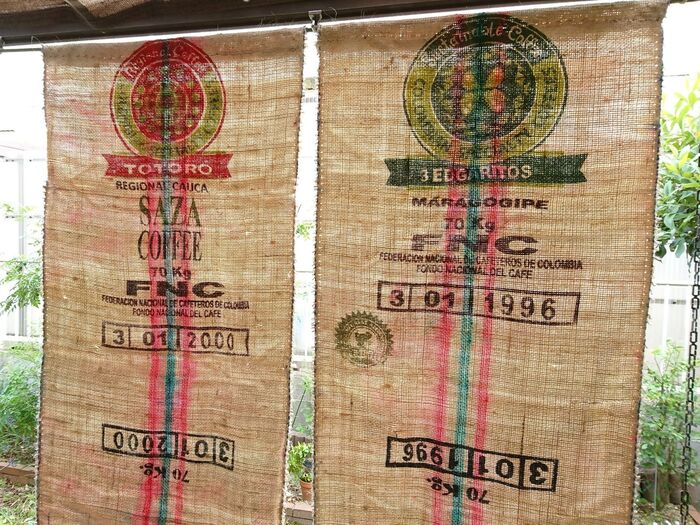 TOTORO
REGIONAL CAUCA
SAZA
COFFEE
70 Kg
FNC
FEDERACION NACIONAL DE CAFETEROS DE COLOMBIA
FONDO NACIONAL DEL CAFE
3 01 2000
3 01 2000
70 Kg.
Sustainable Coffee
3 EDGARITOS
MARAGOGIPE
70 Kg
FNC
FEDERACION NACIONAL DE CAFETEROS DE COLOMBIA
FONDO NACIONAL DEL CAFE
3 01 1996
3 01 1996
70 Kg.